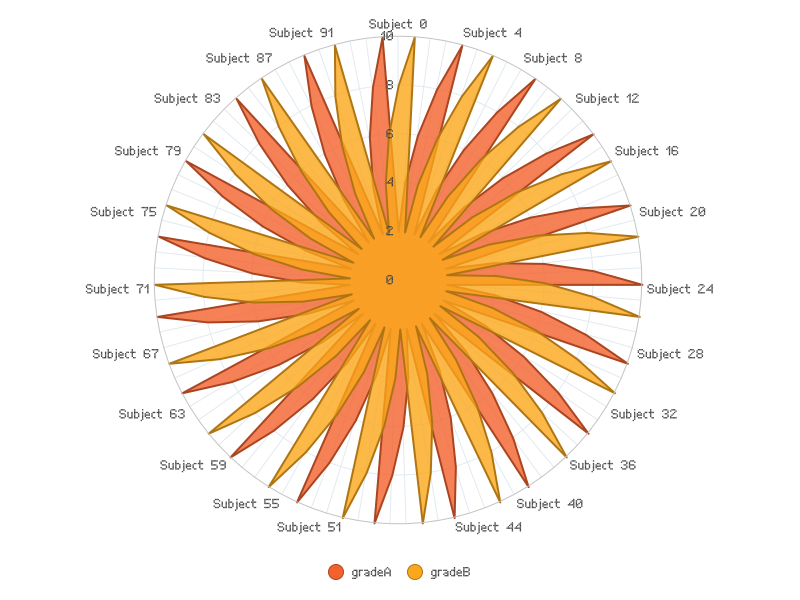 Subject 0
Subject 4
Subject 8
Subject 12
Subject 16
Subject 20
Subject 24
Subject 28
Subject 32
Subject 36
Subject 40
Subject 44
Subject 51
Subject 55
Subject 59
Subject 63
Subject 67
Subject 71
Subject 75
Subject 79
Subject 83
Subject 87
Subject 91
10
8
6
4
2
0
gradeA gradeB